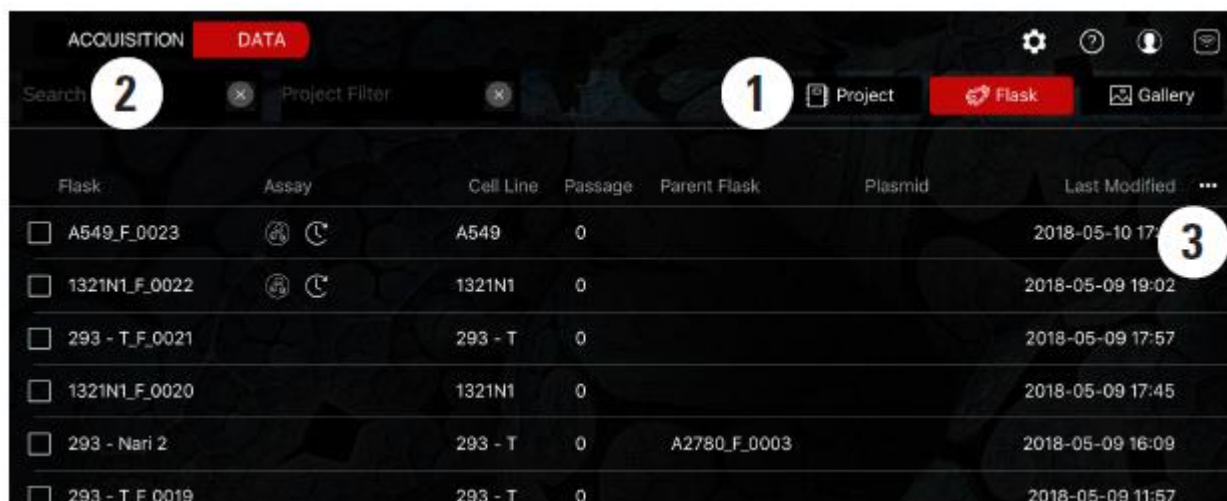 ACQUISITION DATA
Search 2 Project Filter 1 Project Flask Gallery
Flask Assay Cell Line Passage Parent Flask Plasmid Last Modified ...
A549_F_0023 A549 0 2018-05-10 17: 3
1321N1_F_0022 1321N1 0 2018-05-09 19:02
293 - T_F_0021 293 - T 0 2018-05-09 17:57
1321N1_F_0020 1321N1 0 2018-05-09 17:45
293 - Nari 2 293 - T 0 A2780_F_0003 2018-05-09 16:09
293 - T_F_0019 293 - T 0 2018-05-09 11:57